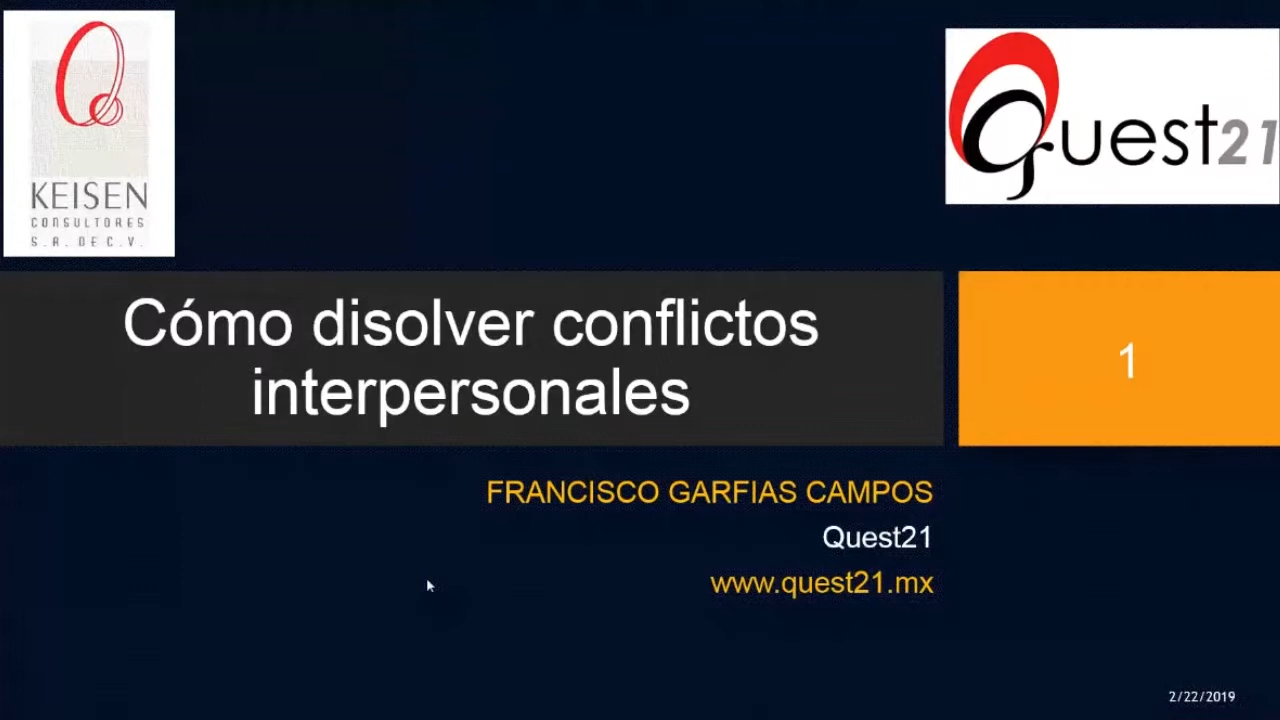 KEISEN
CONSULTORES
S.A. DE C.V.
Quest21
Cómo disolver conflictos
interpersonales
1
FRANCISCO GARFIAS CAMPOS
Quest21
www.quest21.mx
2/22/2019